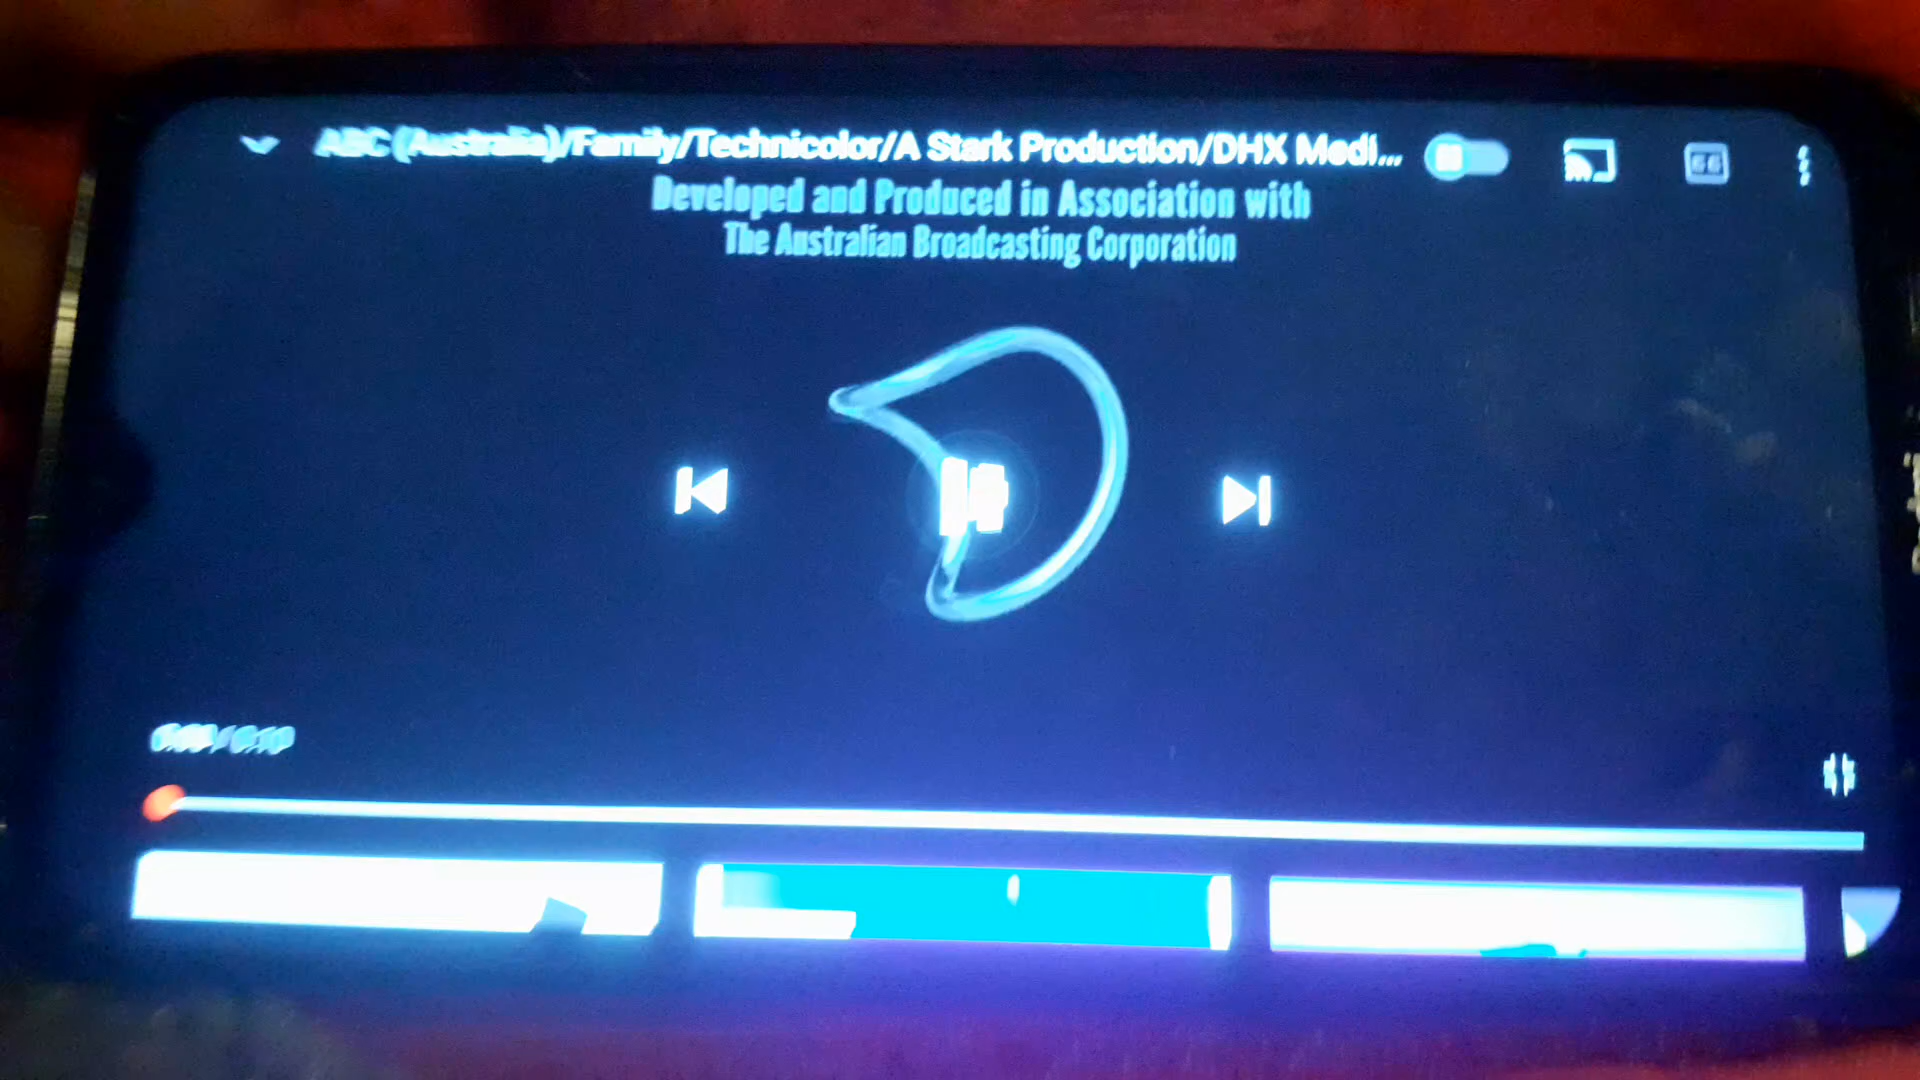 ABC (Australia)/Family/Technicolor/A Stark Production/DHX Medi...
Developed and Produced in Association with
The Australian Broadcasting Corporation